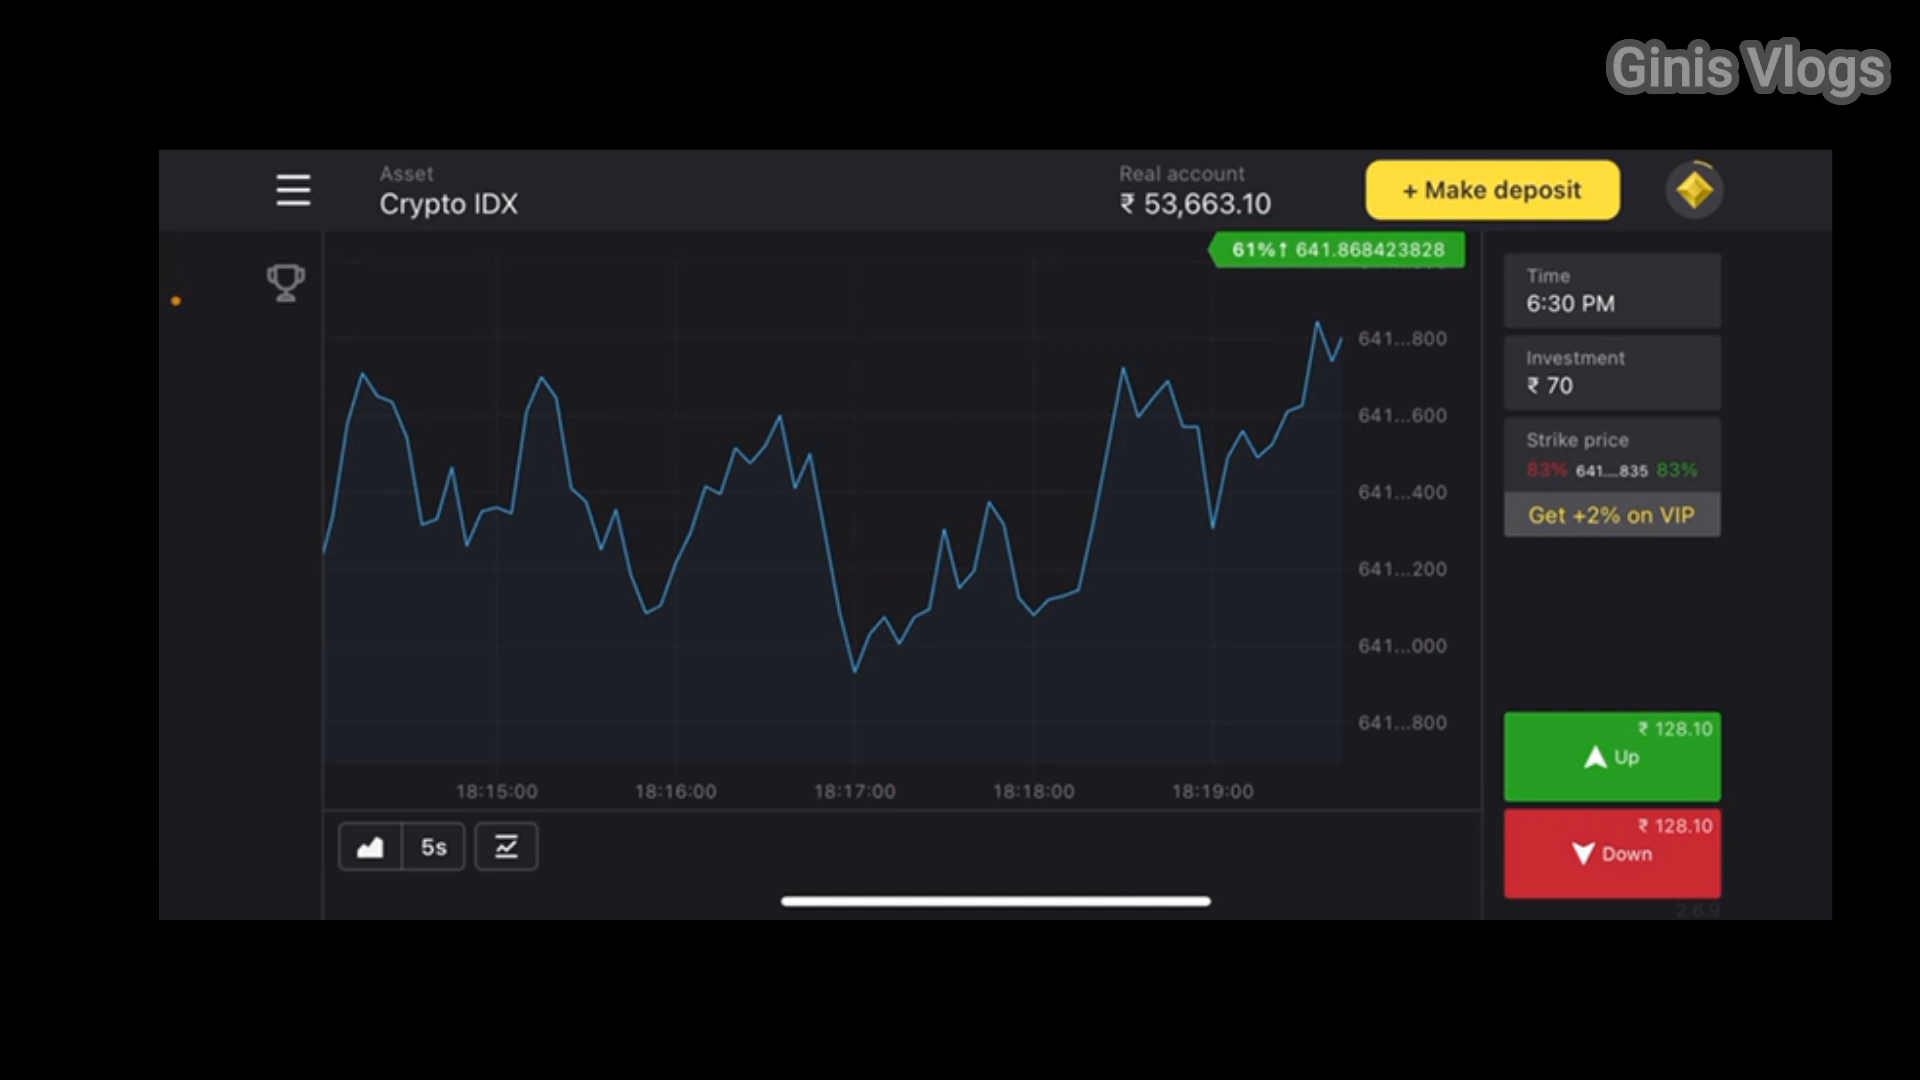 Ginis Vlogs
Asset
Crypto IDX
Real account
₹ 53,663.10
+ Make deposit
61%↑ 641.868423828
641...800
641...600
641...400
641...200
641...000
641...800
18:15:00
18:16:00
18:17:00
18:18:00
18:19:00
5s
Time
6:30 PM
Investment
₹ 70
Strike price
83% 641....835 83%
Get +2% on VIP
₹ 128.10
Up
₹ 128.10
Down
2.6.9